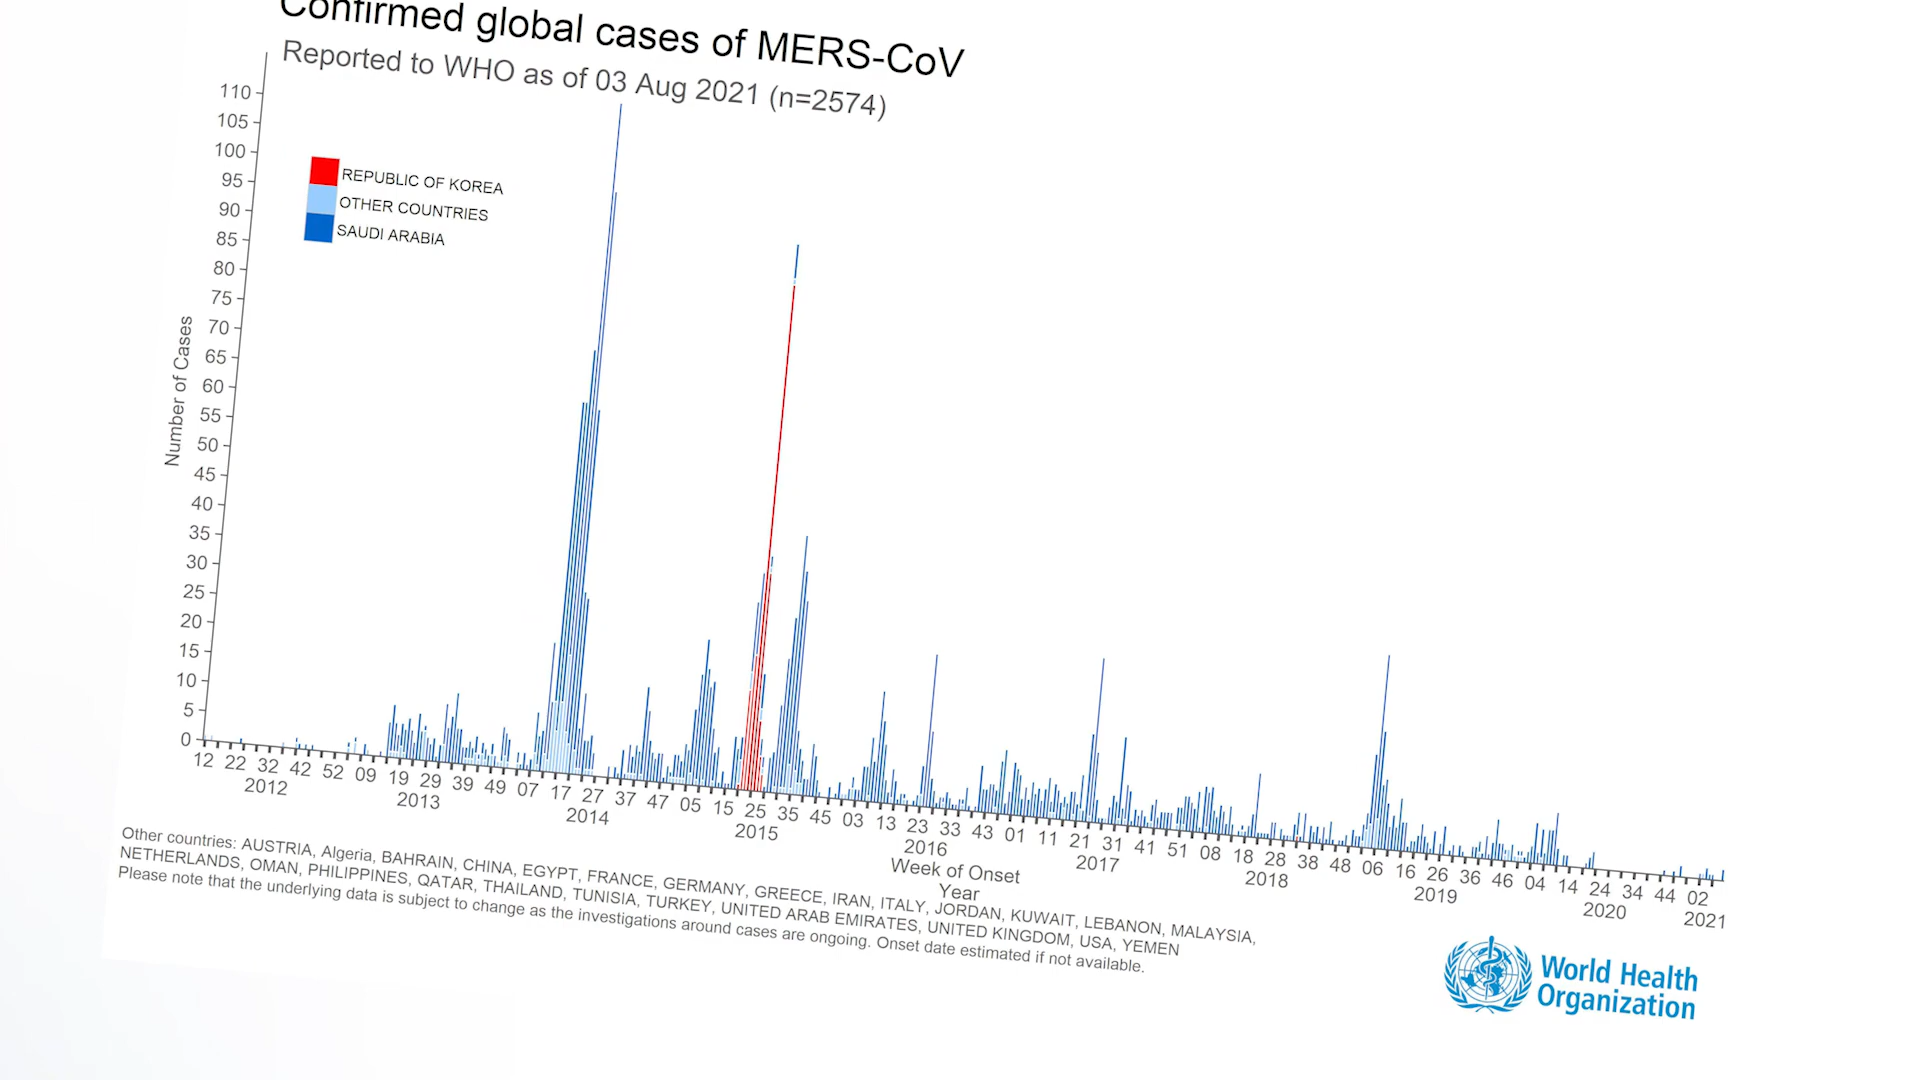 Confirmed global cases of MERS-CoV
Reported to WHO as of 03 Aug 2021 (n=2574)
REPUBLIC OF KOREA
OTHER COUNTRIES
SAUDI ARABIA
Number of Cases
110
105
100
95
90
85
80
75
70
65
60
55
50
45
40
35
30
25
20
15
10
5
0
12 22 32 42 52 09 19 29 39 49 07 17 27 37 47 05 15 25 35 45 03 13 23 33 43 01 11 21 31 41 51 08 18 28 38 48 06 16 26 36 46 04 14 24 34 44 02
2012 2013 2014 2015 2016 2017 2018 2019 2020 2021
Week of Onset
Year
Other countries: AUSTRIA, Algeria, BAHRAIN, CHINA, EGYPT, FRANCE, GERMANY, GREECE, IRAN, ITALY, JORDAN, KUWAIT, LEBANON, MALAYSIA,
NETHERLANDS, OMAN, PHILIPPINES, QATAR, THAILAND, TUNISIA, TURKEY, UNITED ARAB EMIRATES, UNITED KINGDOM, USA, YEMEN
Please note that the underlying data is subject to change as the investigations around cases are ongoing. Onset date estimated if not available.
World Health
Organization